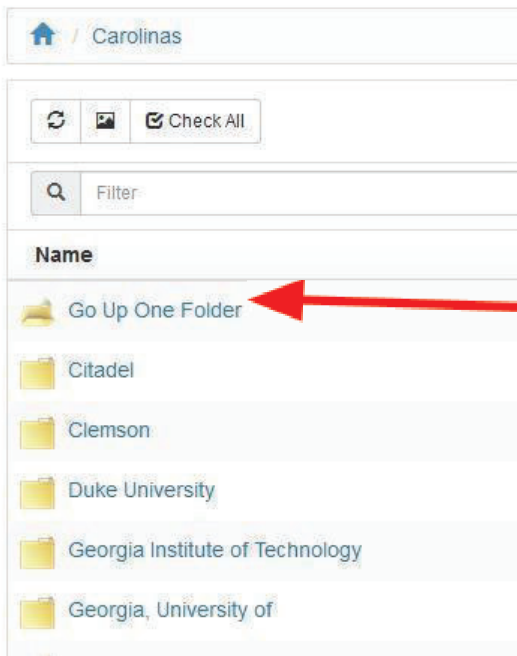 / Carolinas
Check All
Filter
Name
Go Up One Folder
Citadel
Clemson
Duke University
Georgia Institute of Technology
Georgia, University of